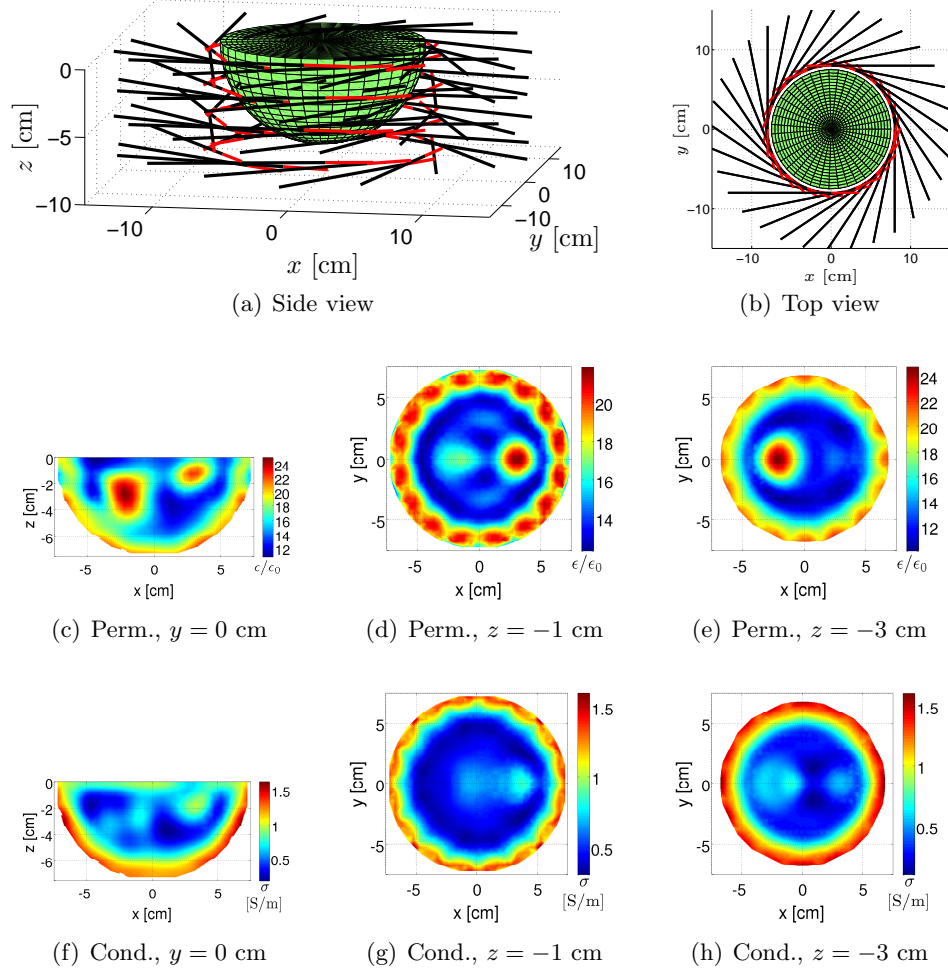 0
−5
−10
z [cm]
−10
0
10
x [cm]
−10
0
10
y [cm]
(a) Side view
10
0
−10
y [cm]
−10
0
10
x [cm]
(b) Top view
0
-2
-4
-6
z [cm]
-5
0
5
x [cm]
24
22
20
18
16
14
12
ϵ/ϵ0
(c) Perm., y = 0 cm
5
0
-5
y [cm]
-5
0
5
x [cm]
20
18
16
14
ϵ/ϵ0
(d) Perm., z = −1 cm
5
0
-5
y [cm]
-5
0
5
x [cm]
24
22
20
18
16
14
12
ϵ/ϵ0
(e) Perm., z = −3 cm
0
-2
-4
-6
z [cm]
-5
0
5
x [cm]
1.5
1
0.5
σ
[S/m]
(f) Cond., y = 0 cm
5
0
-5
y [cm]
-5
0
5
x [cm]
1.5
1
0.5
σ
[S/m]
(g) Cond., z = −1 cm
5
0
-5
y [cm]
-5
0
5
x [cm]
1.5
1
0.5
σ
[S/m]
(h) Cond., z = −3 cm